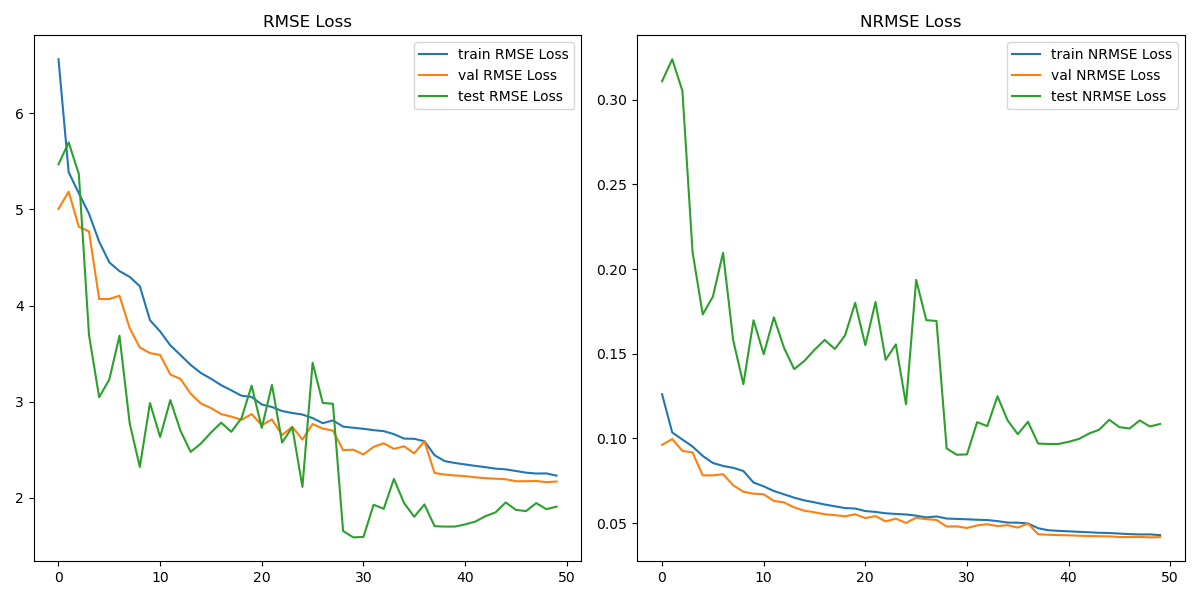 RMSE Loss
train RMSE Loss
val RMSE Loss
test RMSE Loss
6
5
4
3
2
0
10
20
30
40
50
NRMSE Loss
train NRMSE Loss
val NRMSE Loss
test NRMSE Loss
0.30
0.25
0.20
0.15
0.10
0.05
0
10
20
30
40
50